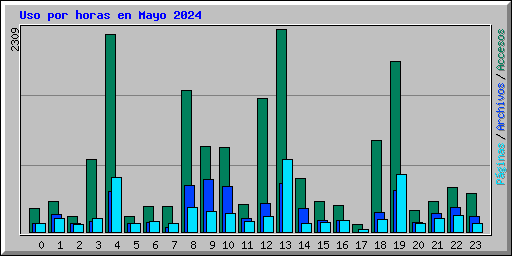 Uso por horas en Mayo 2024
2309
Páginas / Archivos / Accesos
0 1 2 3 4 5 6 7 8 9 10 11 12 13 14 15 16 17 18 19 20 21 22 23